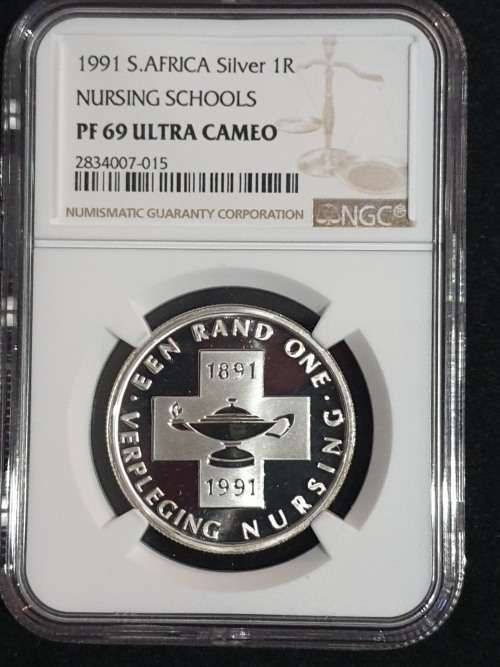 1991 S.AFRICA Silver 1R
NURSING SCHOOLS
PF 69 ULTRA CAMEO
2834007-015
NUMISMATIC GUARANTY CORPORATION
NGC
· EEN RAND ONE ·
1891
1991
VERPLEGING NURSING